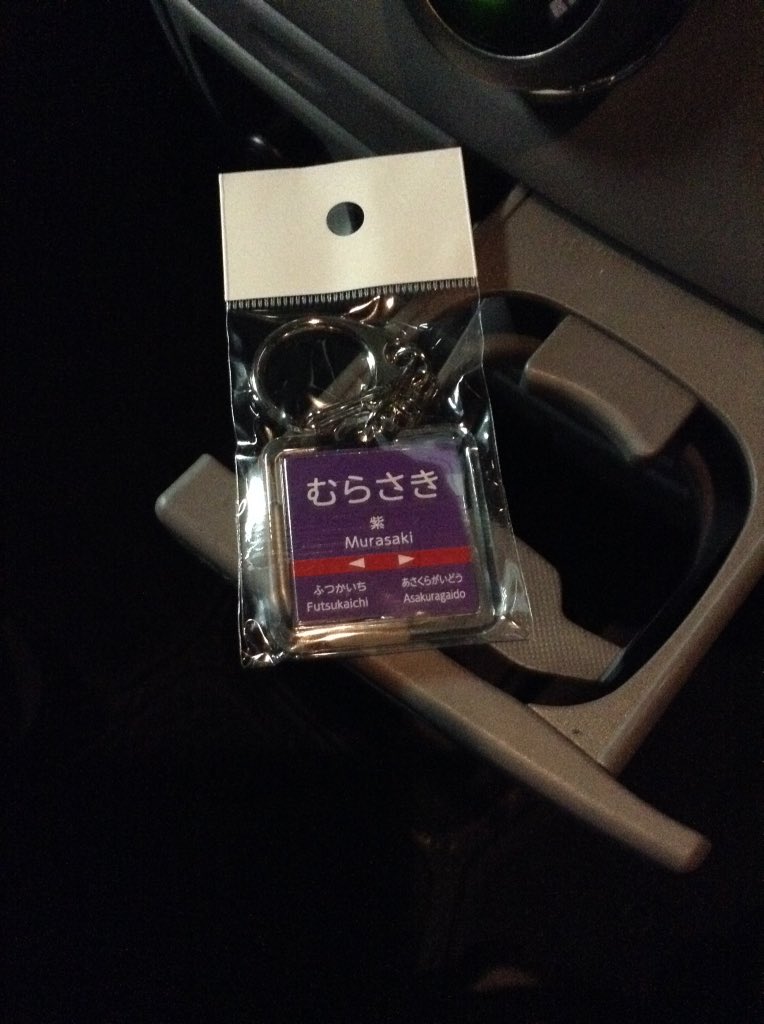 むらさき
紫
Murasaki
ふつかいち
Futsukaichi
あさくらがいどう
Asakuragaido